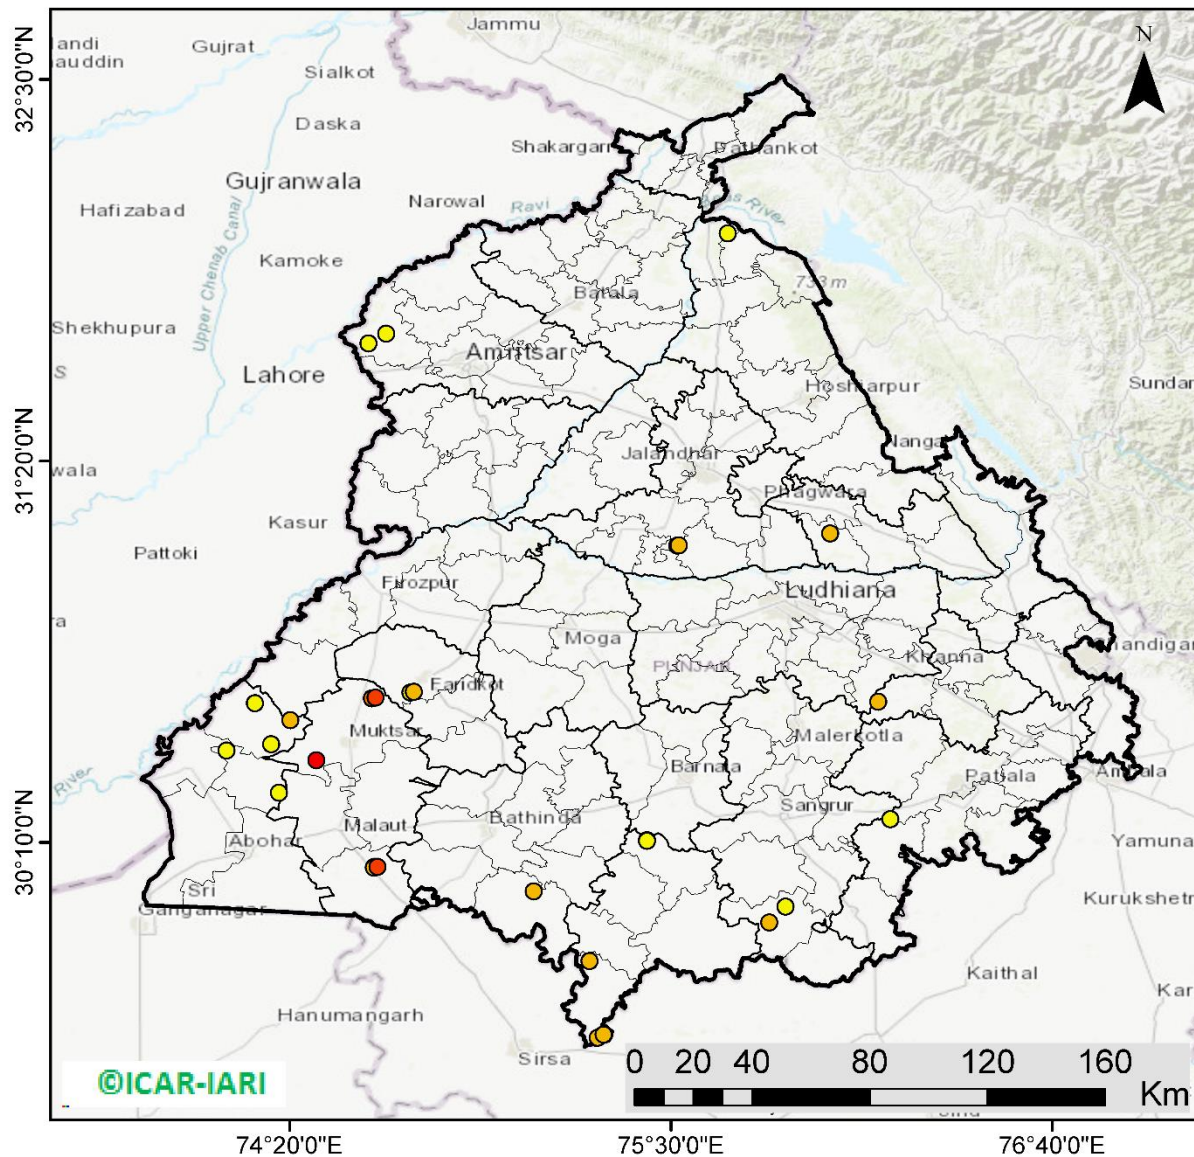 Jammu
N
Gujrat
Sialkot
32°30'0"N
Daska
Shakargarh
Pathankot
Gujranwala
Hafizabad
Narowal
Ravi
River
Upper Chenab Canal
Kamoke
733 m
Batala
Shekhupura
Amritsar
Lahore
Hoshiarpur
Sundar
31°20'0"N
Nangal
Jalandhar
wala
Phagwara
Kasur
Pattoki
Firozpur
Ludhiana
Moga
Chandigar
Khanna
PUNJAB
Faridkot
Muktsar
Malerkotla
Barnala
Patiala
Ambala
River
Sangrur
Bathinda
Malaut
30°10'0"N
Abohar
Yamuna
Sri
Ganganagar
Kurukshetr
Kaithal
Kar
Hanumangarh
Sirsa
0 20 40 80 120 160
Km
©ICAR-IARI
74°20'0"E
75°30'0"E
76°40'0"E